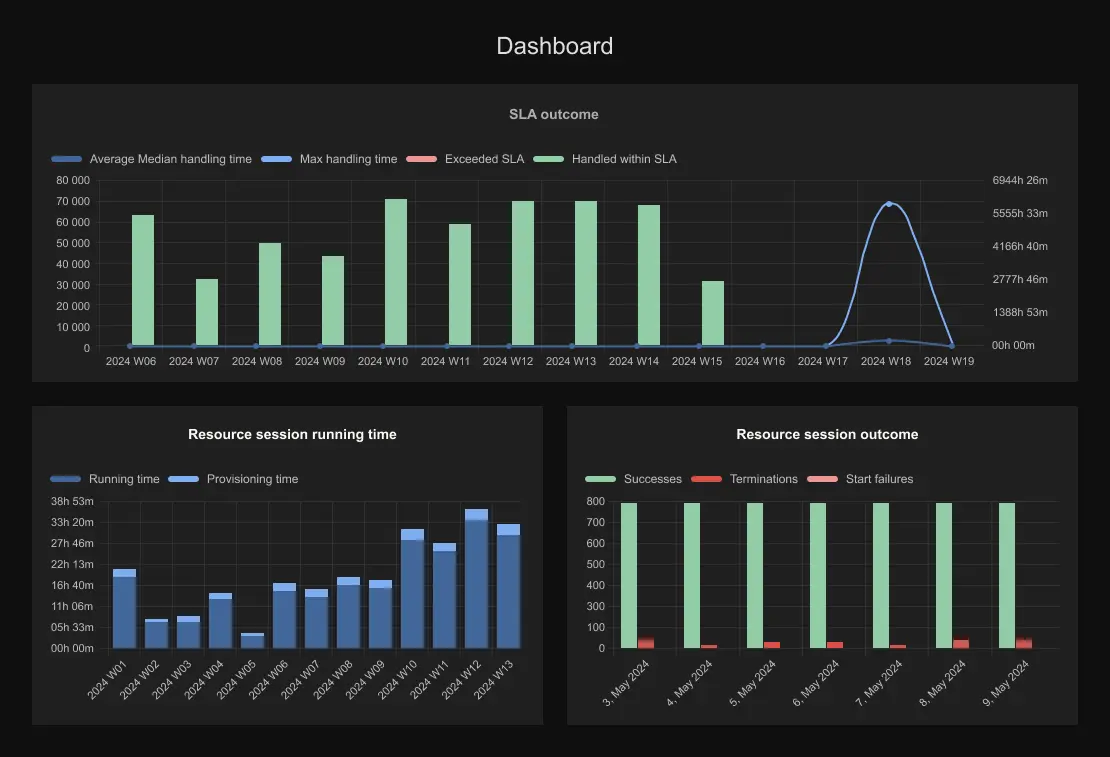 Dashboard
SLA outcome
Average Median handling time Max handling time Exceeded SLA Handled within SLA
80 000 6944h 26m
70 000 5555h 33m
60 000 4166h 40m
50 000 2777h 46m
40 000 1388h 53m
30 000 00h 00m
20 000
10 000
0
2024 W06 2024 W07 2024 W08 2024 W09 2024 W10 2024 W11 2024 W12 2024 W13 2024 W14 2024 W15 2024 W16 2024 W17 2024 W18 2024 W19
Resource session running time
Running time Provisioning time
38h 53m
33h 20m
27h 46m
22h 13m
16h 40m
11h 06m
05h 33m
00h 00m
2024 W01 2024 W02 2024 W03 2024 W04 2024 W05 2024 W06 2024 W07 2024 W08 2024 W09 2024 W10 2024 W11 2024 W12 2024 W13
Resource session outcome
Successes Terminations Start failures
800
700
600
500
400
300
100
0
3, May 2024 4, May 2024 5, May 2024 6, May 2024 7, May 2024 8, May 2024 9, May 2024